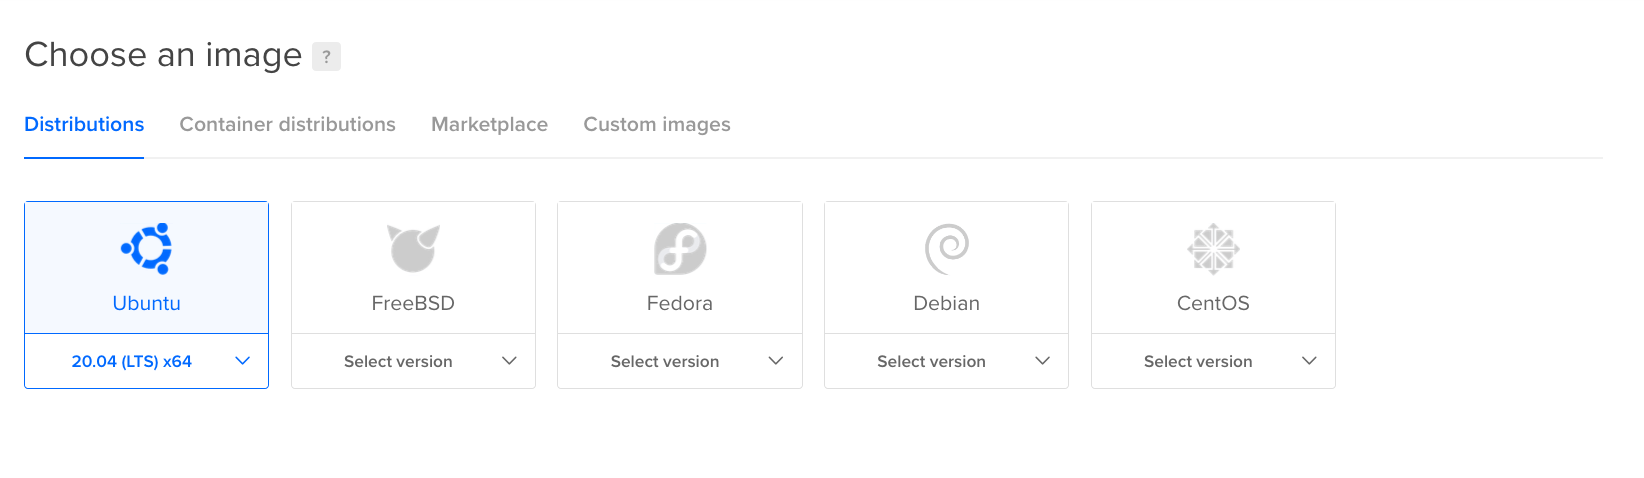 Choose an image ?
Distributions Container distributions Marketplace Custom images
Ubuntu FreeBSD Fedora Debian CentOS
20.04 (LTS) x64 Select version Select version Select version Select version